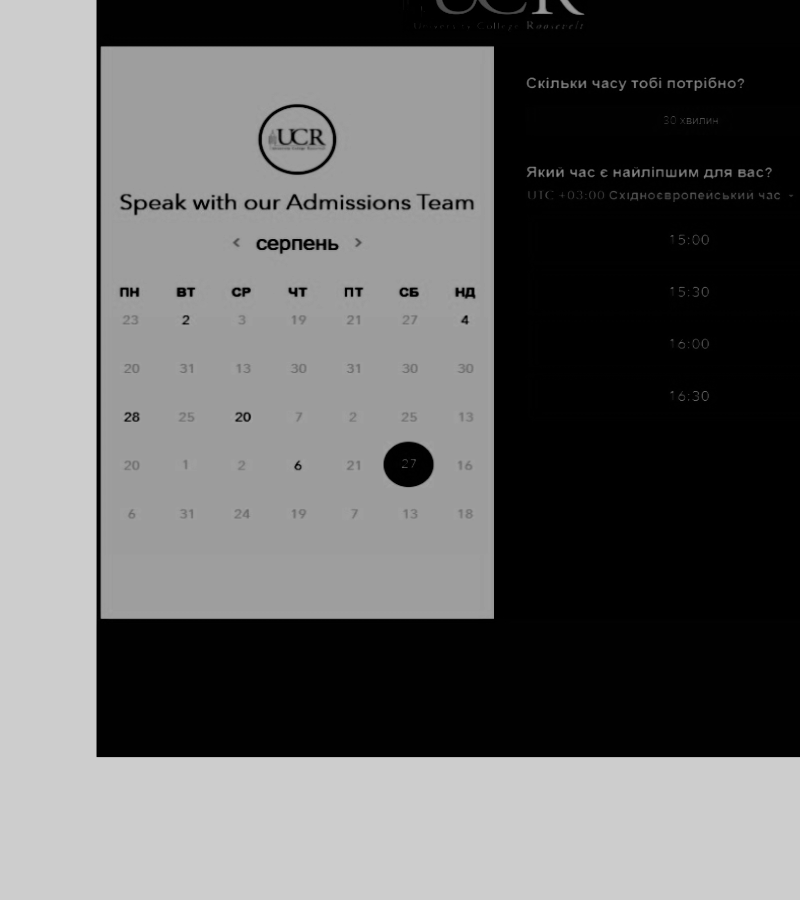 UCR
University College Roosevelt
UCR
Speak with our Admissions Team
серпень
ПН ВТ СР ЧТ ПТ СБ НД
23 2 3 19 21 27 4
20 31 13 30 31 30 30
28 25 20 7 2 25 13
20 1 2 6 21 27 16
6 31 24 19 7 13 18
Скільки часу тобі потрібно?
30 хвилин
Який час є найліпшим для вас?
UTC +03:00 Східноєвропейський час
15:00
15:30
16:00
16:30